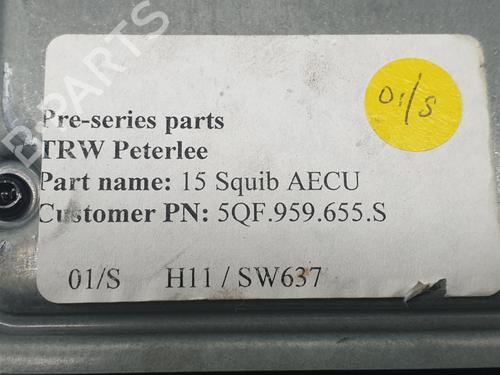 B-PARTS
01/S
Pre-series parts
TRW Peterlee
Part name: 15 Squib AECU
Customer PN: 5QF.959.655.S
01/S H11 / SW637